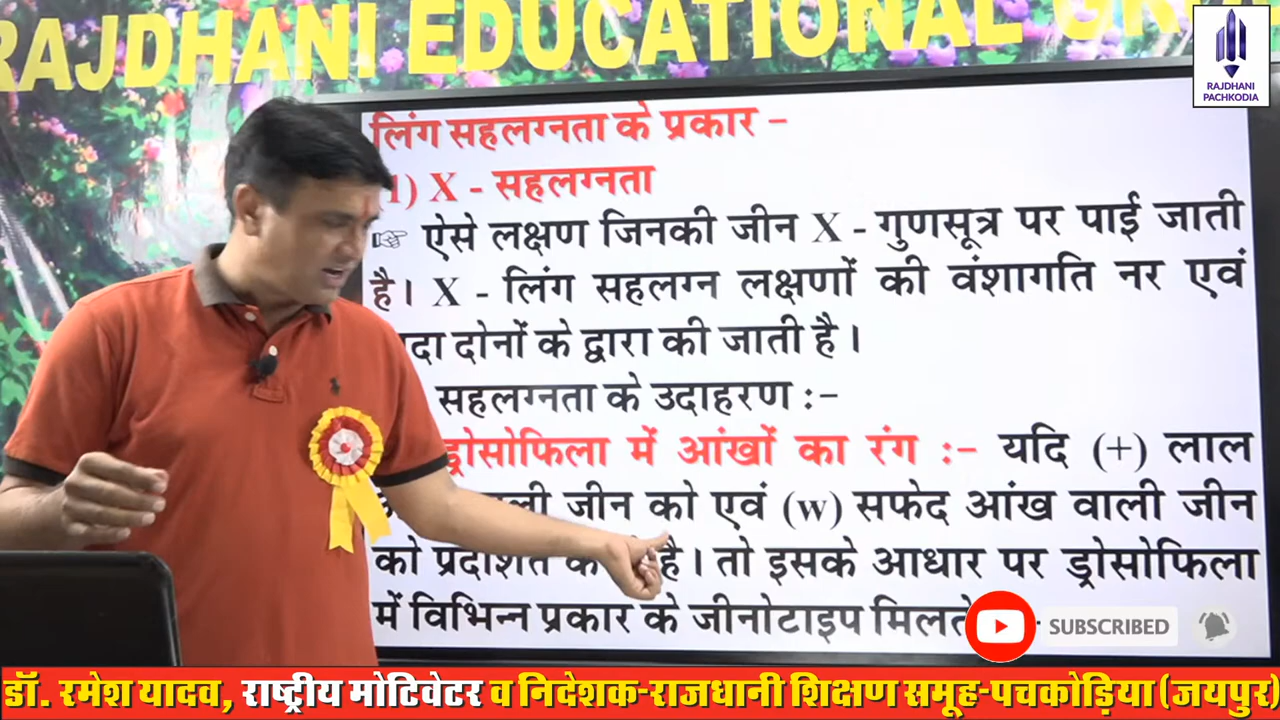 RAJDHANI EDUCATIONAL
RAJDHANI
PACHKODIA
लिंग सहलग्नता के प्रकार –
1) X - सहलग्नता
☞ ऐसे लक्षण जिनकी जीन X - गुणसूत्र पर पाई जाती
है। X - लिंग सहलग्न लक्षणों की वंशागति नर एवं
दोनों के द्वारा की जाती है ।
सहलग्नता के उदाहरण :–
ड्रोसोफिला में आंखों का रंग :– यदि (+) लाल
जीन को एवं (w) सफेद आंख वाली जीन
को है। तो इसके आधार पर ड्रोसोफिला
में विभिन्न प्रकार के जीनोटाइप
SUBSCRIBED
डॉ. रमेश यादव, राष्ट्रीय मोटिवेटर व निदेशक-राजधानी शिक्षण समूह-पचकोड़िया (जयपुर)